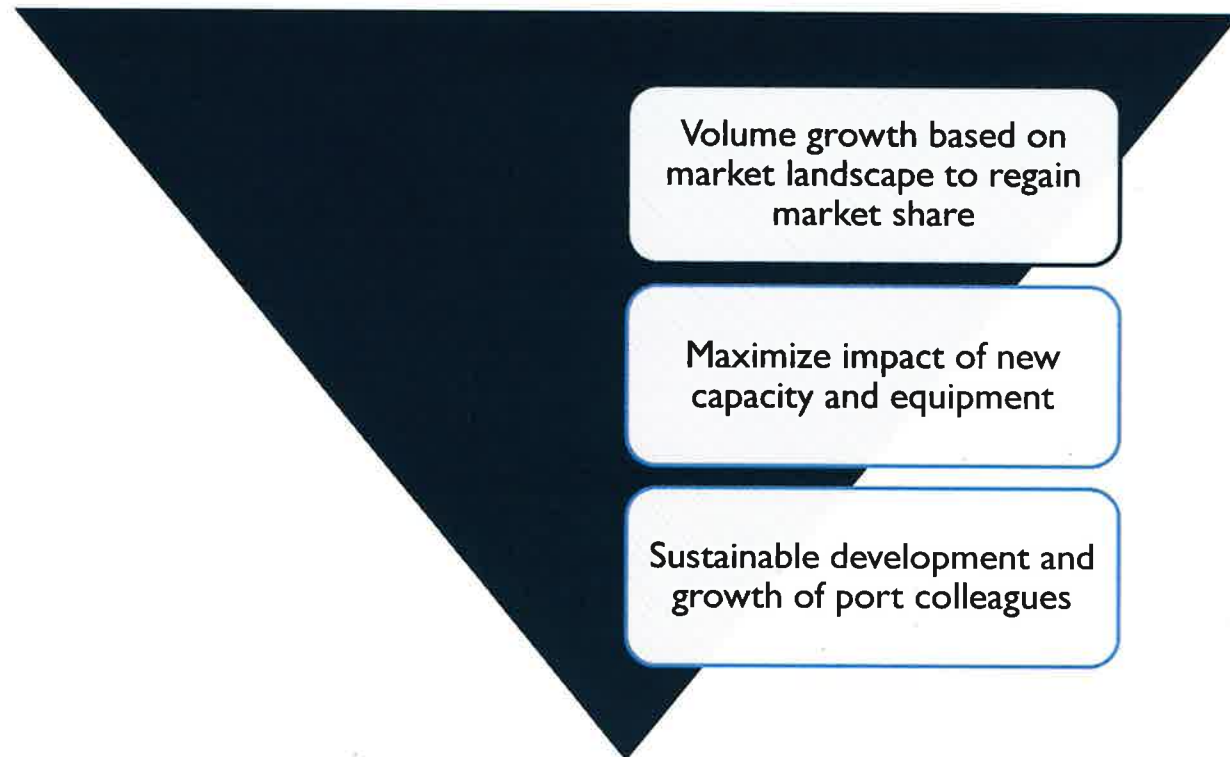 Volume growth based on
market landscape to regain
market share
Maximize impact of new
capacity and equipment
Sustainable development and
growth of port colleagues